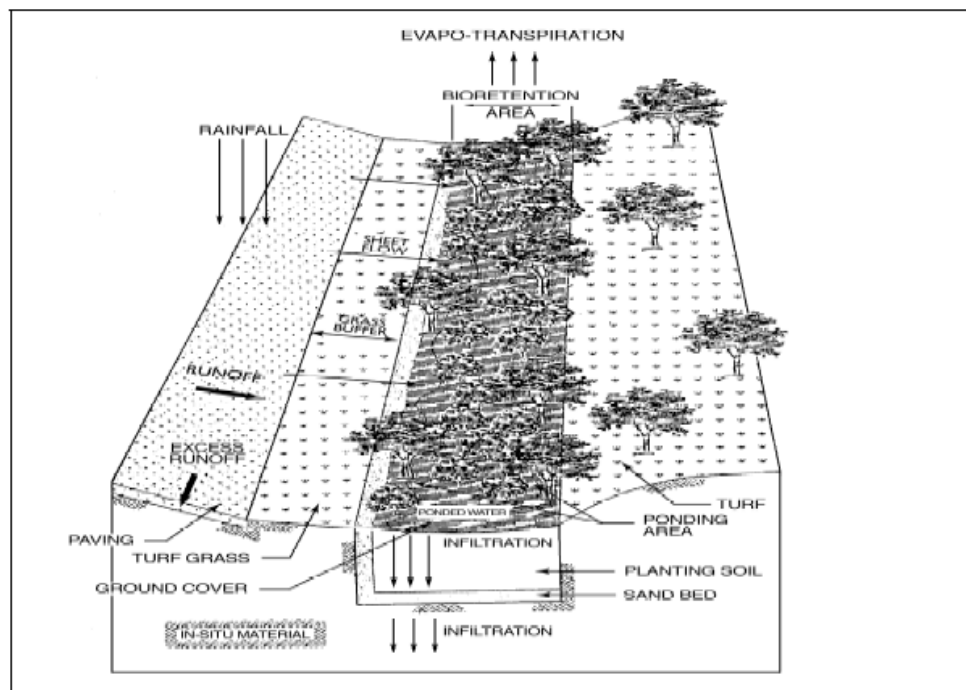 EVAPO-TRANSPIRATION
BIORETENTION
AREA
RAINFALL
SHEET
FLOW
GRASS
BUFFER
RUNOFF
EXCESS
RUNOFF
PONDED WATER
TURF
PONDING
AREA
PAVING
TURF GRASS
INFILTRATION
GROUND COVER
PLANTING SOIL
SAND BED
IN-SITU MATERIAL
INFILTRATION